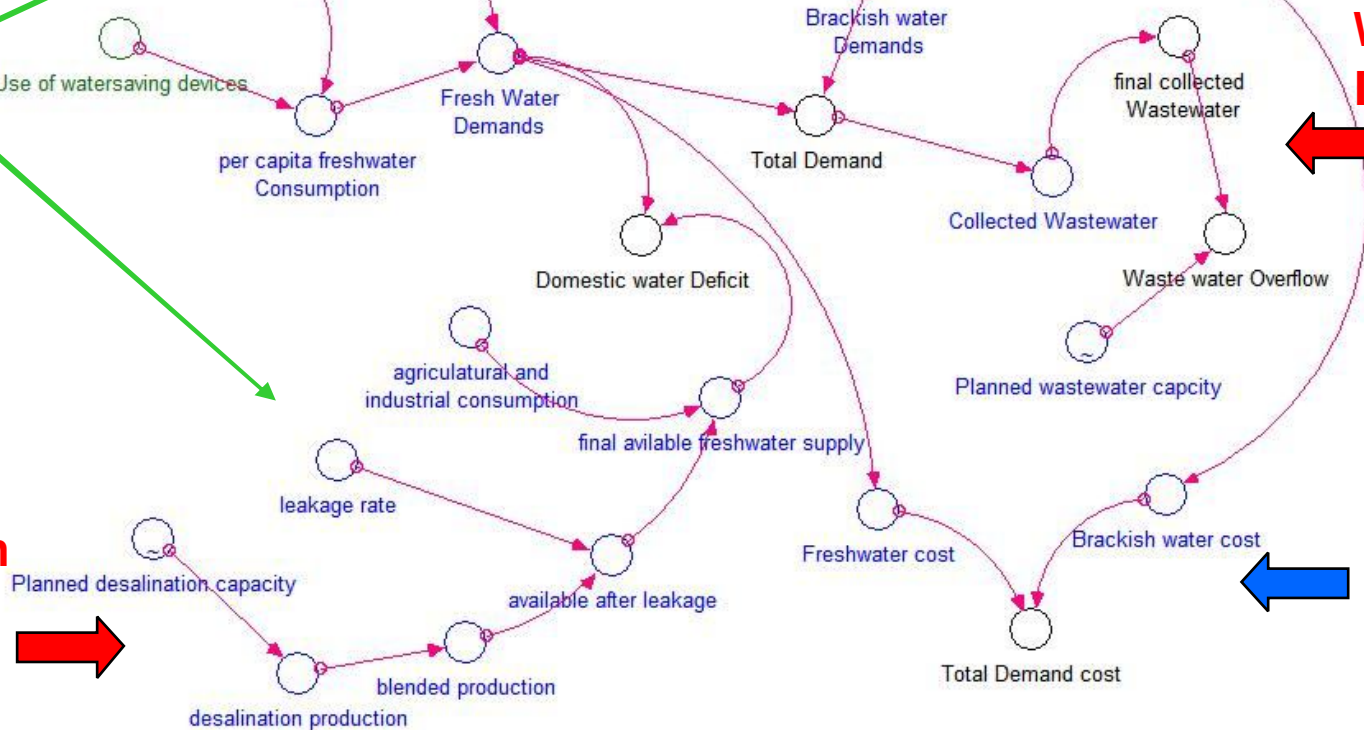 Brackish water
Demands
Use of watersaving devices
Fresh Water
Demands
final collected
Wastewater
per capita freshwater
Consumption
Total Demand
Collected Wastewater
Domestic water Deficit
Waste water Overflow
agriculatural and
industrial consumption
Planned wastewater capcity
final avilable freshwater supply
leakage rate
Freshwater cost
Brackish water cost
Planned desalination capacity
available after leakage
Total Demand cost
blended production
desalination production